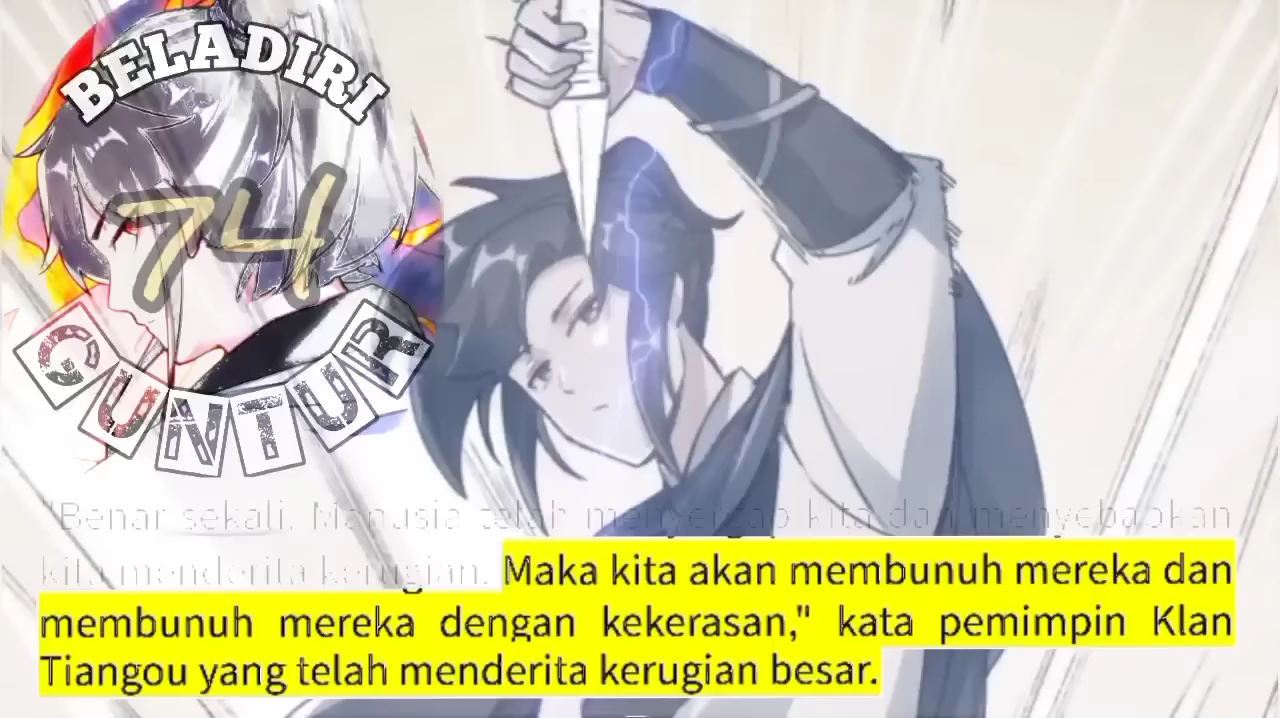 BELADIRI
74
GUNTUR
"Benar sekali. Manusia telah menyergap kita dan menyebabkan
kita menderita kerugian. Maka kita akan membunuh mereka dan
membunuh mereka dengan kekerasan," kata pemimpin Klan
Tiangou yang telah menderita kerugian besar.